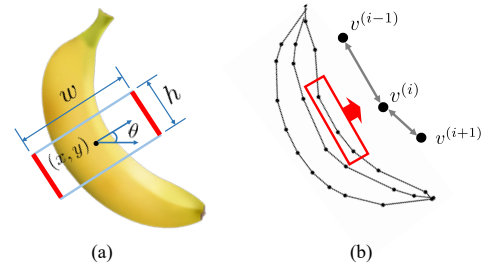 w
h
(x, y)
θ
(a)
v^{(i-1)}
v^{(i)}
v^{(i+1)}
(b)